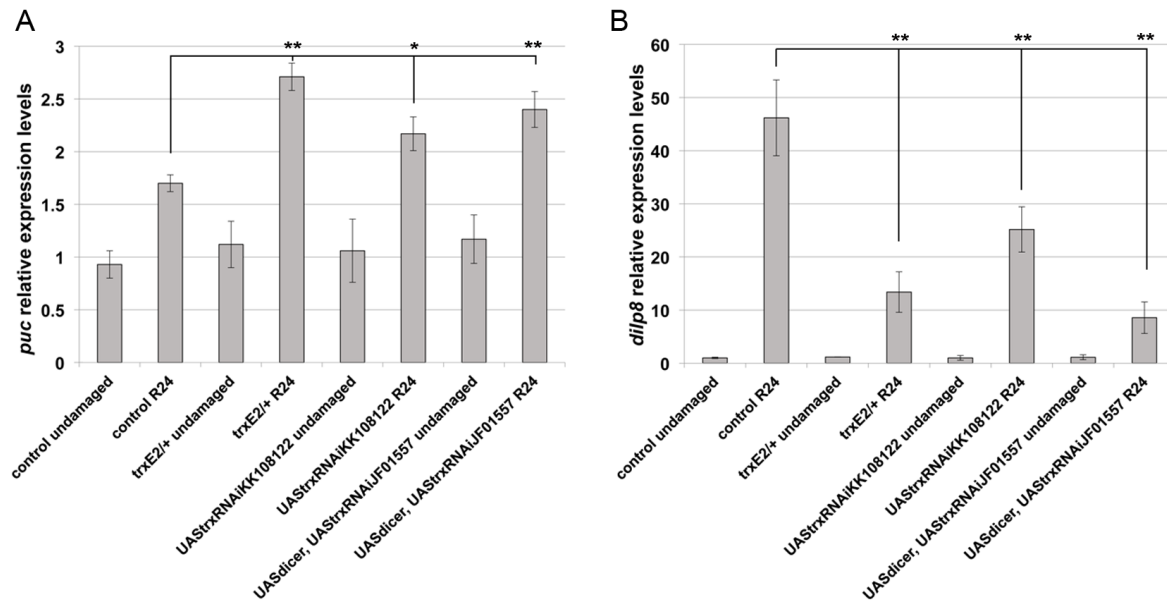 A
puc relative expression levels
3
2.5
2
1.5
1
0.5
0
**
*
**
control undamaged
control R24
trxE2/+ undamaged
trxE2/+ R24
UAStrxRNAiKK108122 undamaged
UAStrxRNAiKK108122 R24
UASdicer, UAStrxRNAiJF01557 undamaged
UASdicer, UAStrxRNAiJF01557 R24
B
dilp8 relative expression levels
60
50
40
30
20
10
0
**
**
**
control undamaged
control R24
trxE2/+ undamaged
trxE2/+ R24
UAStrxRNAiKK108122 undamaged
UAStrxRNAiKK108122 R24
UASdicer, UAStrxRNAiJF01557 undamaged
UASdicer, UAStrxRNAiJF01557 R24